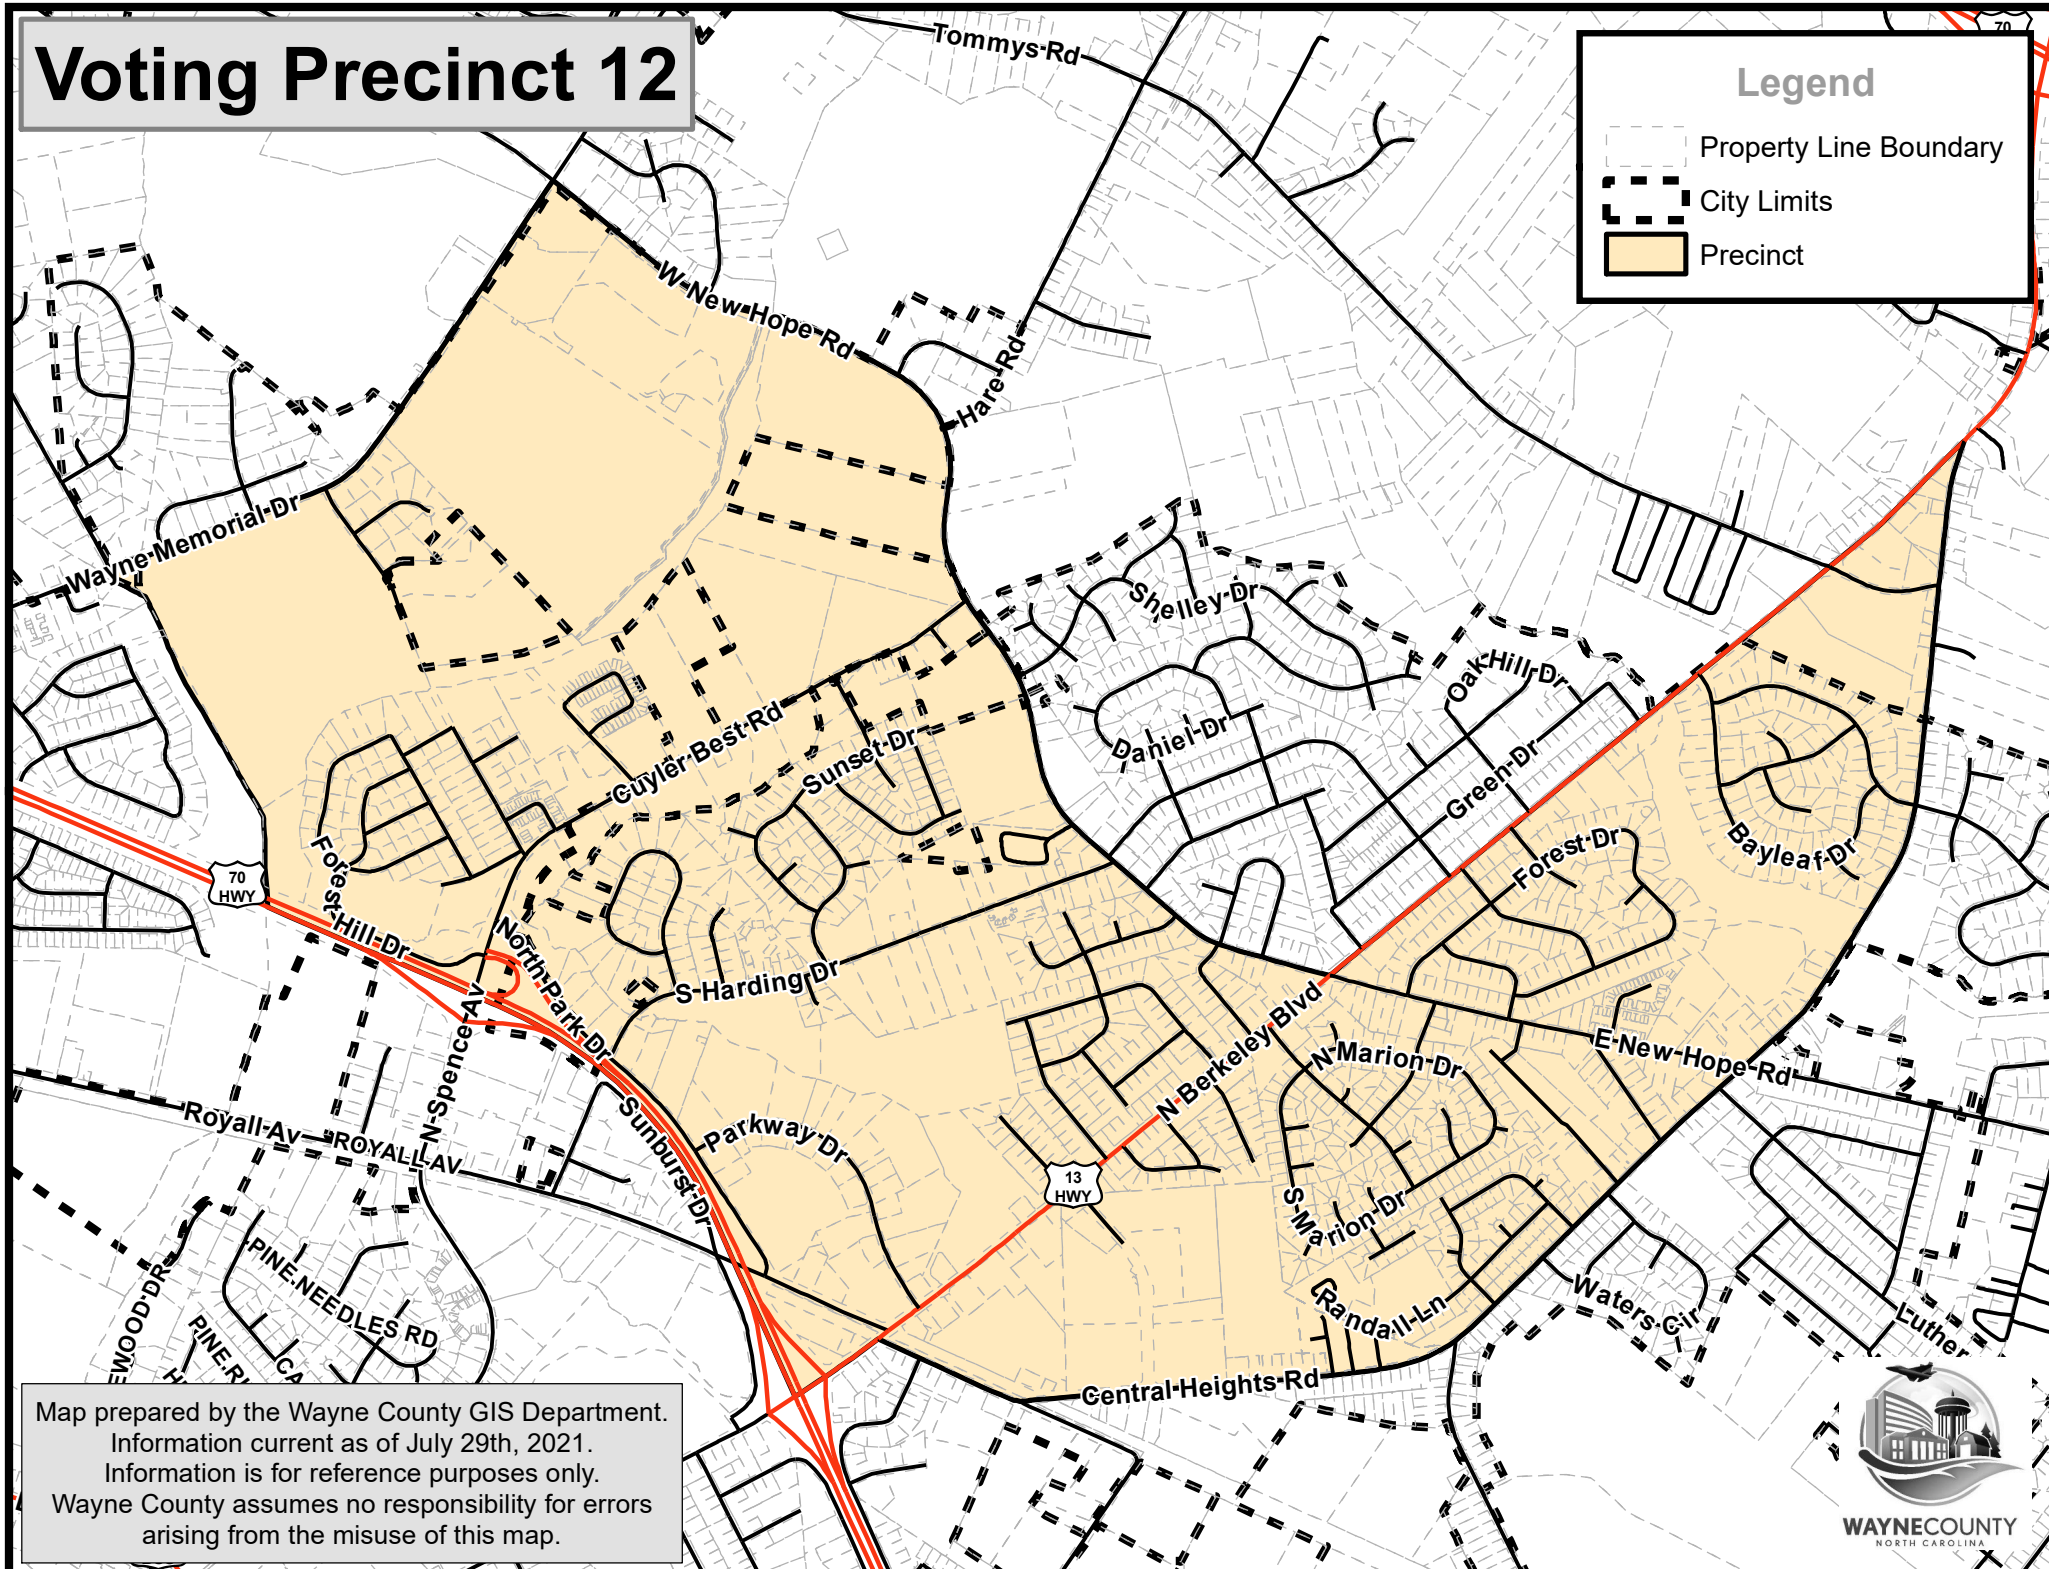 Voting Precinct 12
Tommys Rd
70
Legend
Property Line Boundary
City Limits
Precinct
W New Hope Rd
Hare Rd
Wayne Memorial Dr
Shelley Dr
Oak Hill Dr
Daniel Dr
Cuyler Best Rd
Sunset Dr
Green Dr
Forest Dr
Bayleaf Dr
70
HWY
Forest Hill Dr
North Park Dr
S Harding Dr
N Spence Av
N Berkeley Blvd
N Marion Dr
E New Hope Rd
Royall Av
ROYALL AV
Sunburst Dr
Parkway Dr
13
HWY
S Marion Dr
Randall Ln
Waters Cir
Luther
PINE NEEDLES RD
EWOOD DR
PINE RI
CA
H
Central Heights Rd
Map prepared by the Wayne County GIS Department.
Information current as of July 29th, 2021.
Information is for reference purposes only.
Wayne County assumes no responsibility for errors
arising from the misuse of this map.
WAYNECOUNTY
NORTH CAROLINA